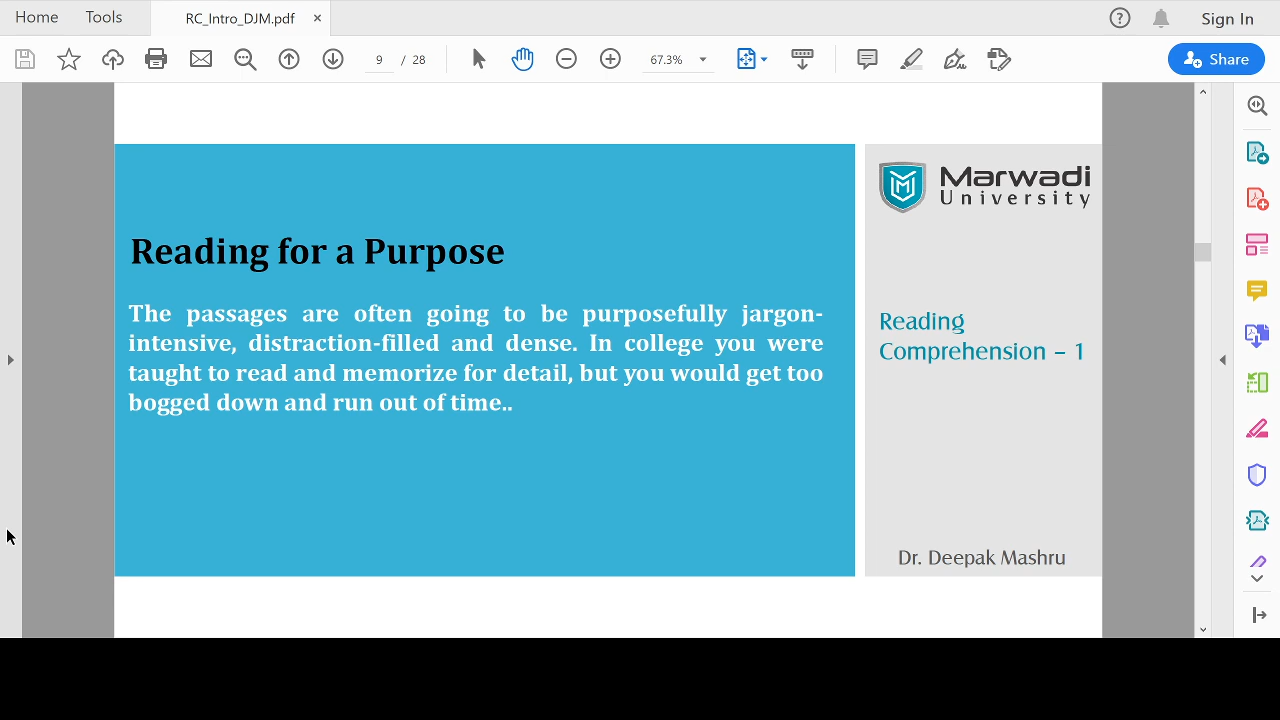 Home Tools RC_Intro_DJM.pdf × Sign In
9 / 28 67.3% Share
Marwadi
University
Reading for a Purpose
The passages are often going to be purposefully jargon-
intensive, distraction-filled and dense. In college you were
taught to read and memorize for detail, but you would get too
bogged down and run out of time..
Reading
Comprehension – 1
Dr. Deepak Mashru